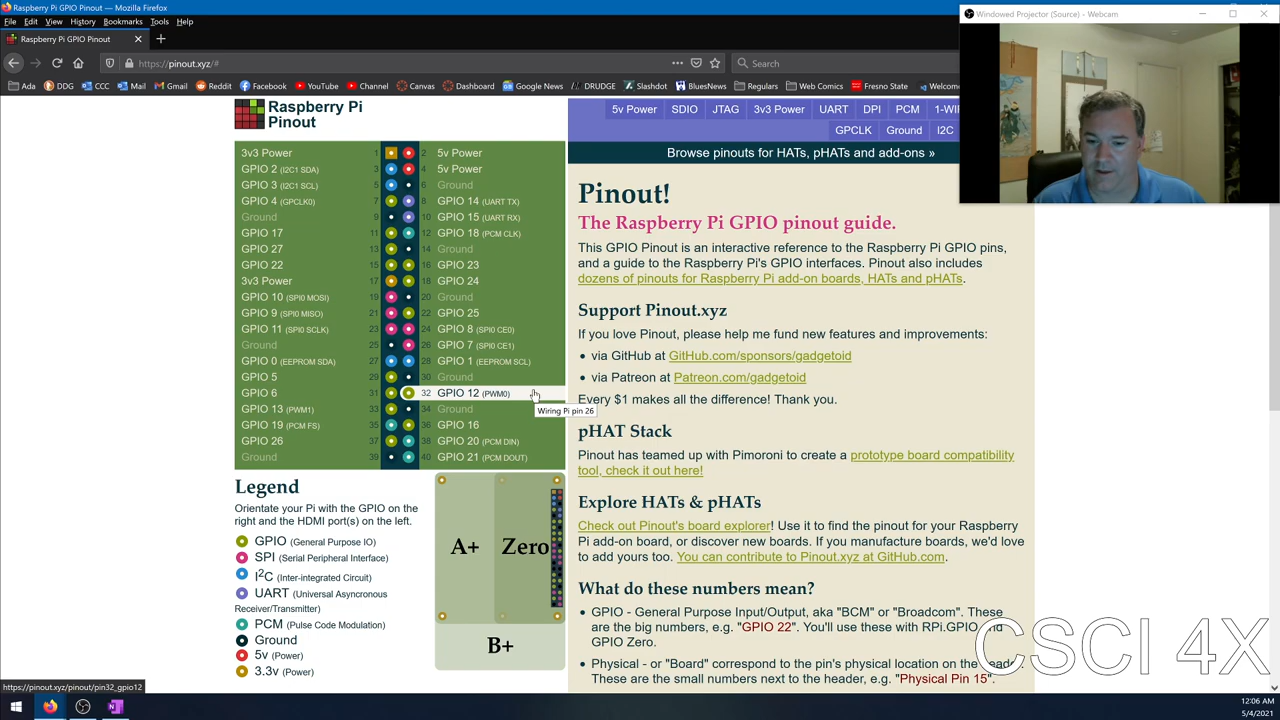 Raspberry Pi GPIO Pinout — Mozilla Firefox
File Edit View History Bookmarks Tools Help
Raspberry Pi GPIO Pinout
https://pinout.xyz/#
Search
Ada DDG CCC Mail Gmail Reddit Facebook YouTube Channel Canvas Dashboard Google News DRUDGE Slashdot BluesNews Regulars Web Comics Fresno State Welcome
Windowed Projector (Source) - Webcam
Raspberry Pi
Pinout
5v Power SDIO JTAG 3v3 Power UART DPI PCM
GPCLK Ground I2C
Browse pinouts for HATs, pHATs and add-ons »
3v3 Power 1 2 5v Power
GPIO 2 (I2C1 SDA) 3 4 5v Power
GPIO 3 (I2C1 SCL) 5 6 Ground
GPIO 4 (GPCLK0) 7 8 GPIO 14 (UART TX)
Ground 9 10 GPIO 15 (UART RX)
GPIO 17 11 12 GPIO 18 (PCM CLK)
GPIO 27 13 14 Ground
GPIO 22 15 16 GPIO 23
3v3 Power 17 18 GPIO 24
GPIO 10 (SPI0 MOSI) 19 20 Ground
GPIO 9 (SPI0 MISO) 21 22 GPIO 25
GPIO 11 (SPI0 SCLK) 23 24 GPIO 8 (SPI0 CE0)
Ground 25 26 GPIO 7 (SPI0 CE1)
GPIO 0 (EEPROM SDA) 27 28 GPIO 1 (EEPROM SCL)
GPIO 5 29 30 Ground
GPIO 6 31 32 GPIO 12 (PWM0)
GPIO 13 (PWM1) 33 34 Ground
GPIO 19 (PCM FS) 35 36 GPIO 16
GPIO 26 37 38 GPIO 20 (PCM DIN)
Ground 39 40 GPIO 21 (PCM DOUT)
Wiring Pi pin 26
Legend
Orientate your Pi with the GPIO on the
right and the HDMI port(s) on the left.
GPIO (General Purpose IO)
SPI (Serial Peripheral Interface)
I2C (Inter-integrated Circuit)
UART (Universal Asyncronous
Receiver/Transmitter)
PCM (Pulse Code Modulation)
Ground
5v (Power)
3.3v (Power)
A+ Zero
B+
Pinout!
The Raspberry Pi GPIO pinout guide.
This GPIO Pinout is an interactive reference to the Raspberry Pi GPIO pins,
and a guide to the Raspberry Pi's GPIO interfaces. Pinout also includes
dozens of pinouts for Raspberry Pi add-on boards, HATs and pHATs.
Support Pinout.xyz
If you love Pinout, please help me fund new features and improvements:
• via GitHub at GitHub.com/sponsors/gadgetoid
• via Patreon at Patreon.com/gadgetoid
Every $1 makes all the difference! Thank you.
pHAT Stack
Pinout has teamed up with Pimoroni to create a prototype board compatibility
tool, check it out here!
Explore HATs & pHATs
Check out Pinout's board explorer! Use it to find the pinout for your Raspberry
Pi add-on board, or discover new boards. If you manufacture boards, we'd love
to add yours too. You can contribute to Pinout.xyz at GitHub.com.
What do these numbers mean?
• GPIO - General Purpose Input/Output, aka "BCM" or "Broadcom". These
are the big numbers, e.g. "GPIO 22". You'll use these with RPi.GPIO and
GPIO Zero.
• Physical - or "Board" correspond to the pin's physical location on the header.
These are the small numbers next to the header, e.g. "Physical Pin 15".
CSCI 4X
https://pinout.xyz/pinout/pin32_gpio12
12:06 AM
5/4/2021